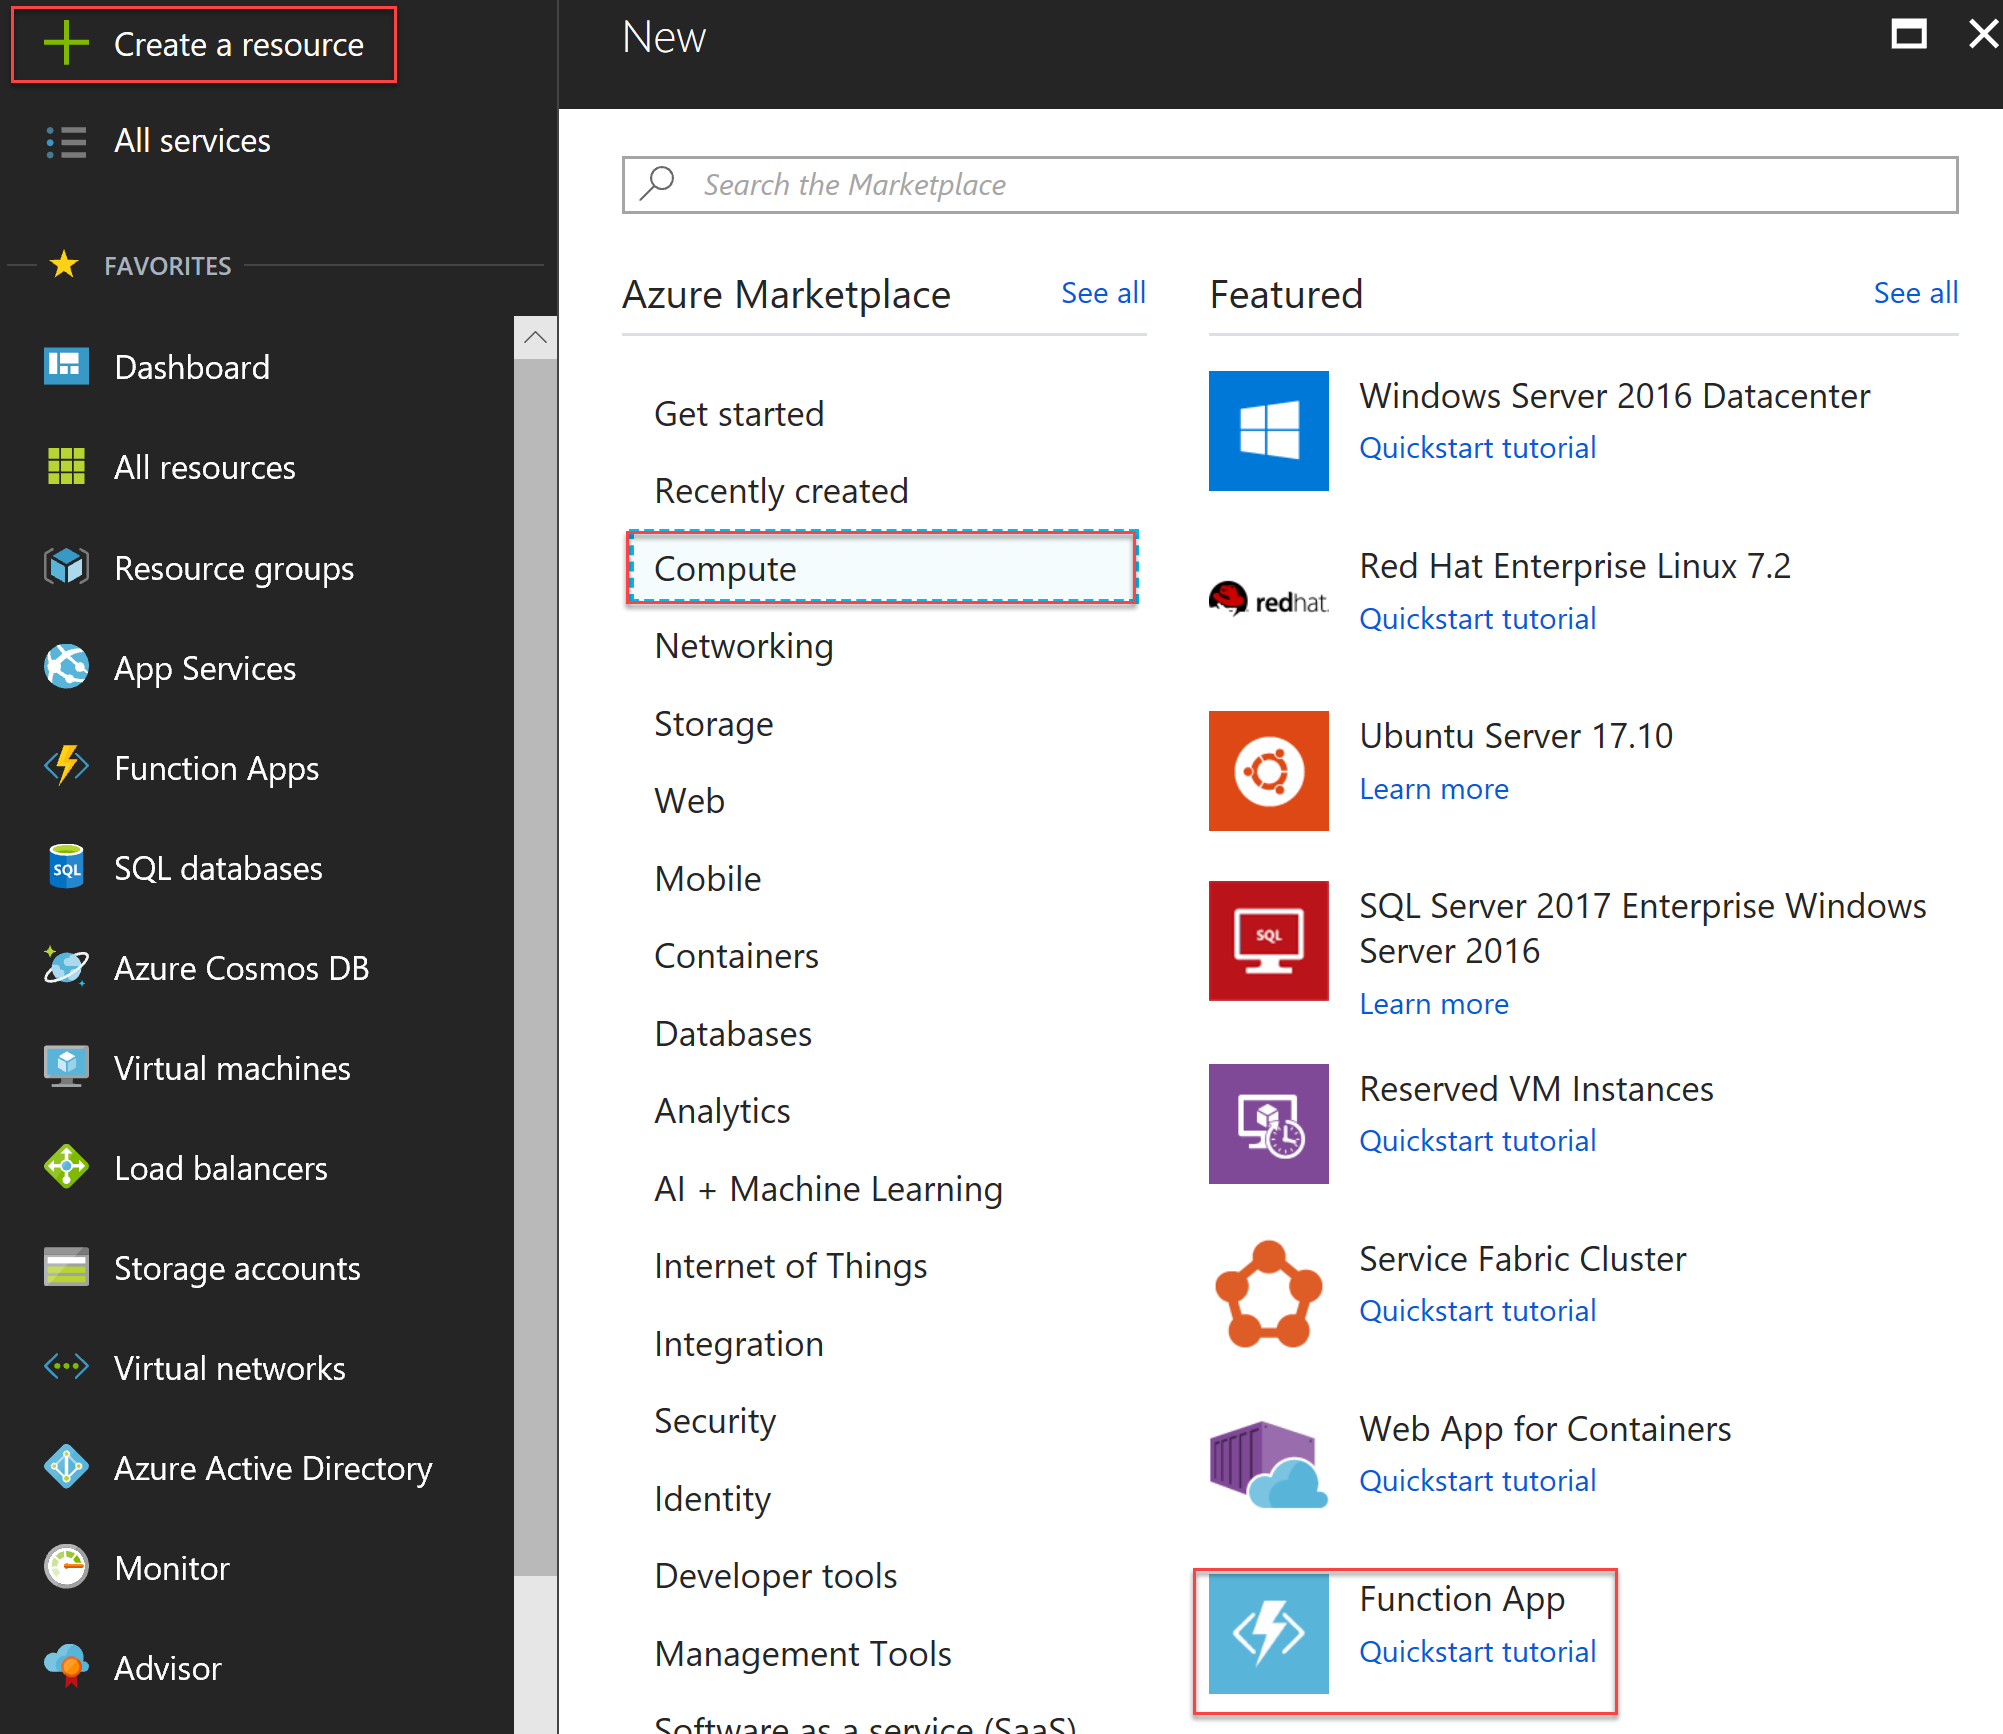 Create a resource
All services
FAVORITES
Dashboard
All resources
Resource groups
App Services
Function Apps
SQL
SQL databases
Azure Cosmos DB
Virtual machines
Load balancers
Storage accounts
Virtual networks
Azure Active Directory
Monitor
Advisor
New
Search the Marketplace
Azure Marketplace
See all
Get started
Recently created
Compute
Networking
Storage
Web
Mobile
Containers
Databases
Analytics
AI + Machine Learning
Internet of Things
Integration
Security
Identity
Developer tools
Management Tools
Software as a service (SaaS)
Featured
See all
Windows Server 2016 Datacenter
Quickstart tutorial
redhat.
Red Hat Enterprise Linux 7.2
Quickstart tutorial
Ubuntu Server 17.10
Learn more
SQL
SQL Server 2017 Enterprise Windows
Server 2016
Learn more
Reserved VM Instances
Quickstart tutorial
Service Fabric Cluster
Quickstart tutorial
Web App for Containers
Quickstart tutorial
Function App
Quickstart tutorial